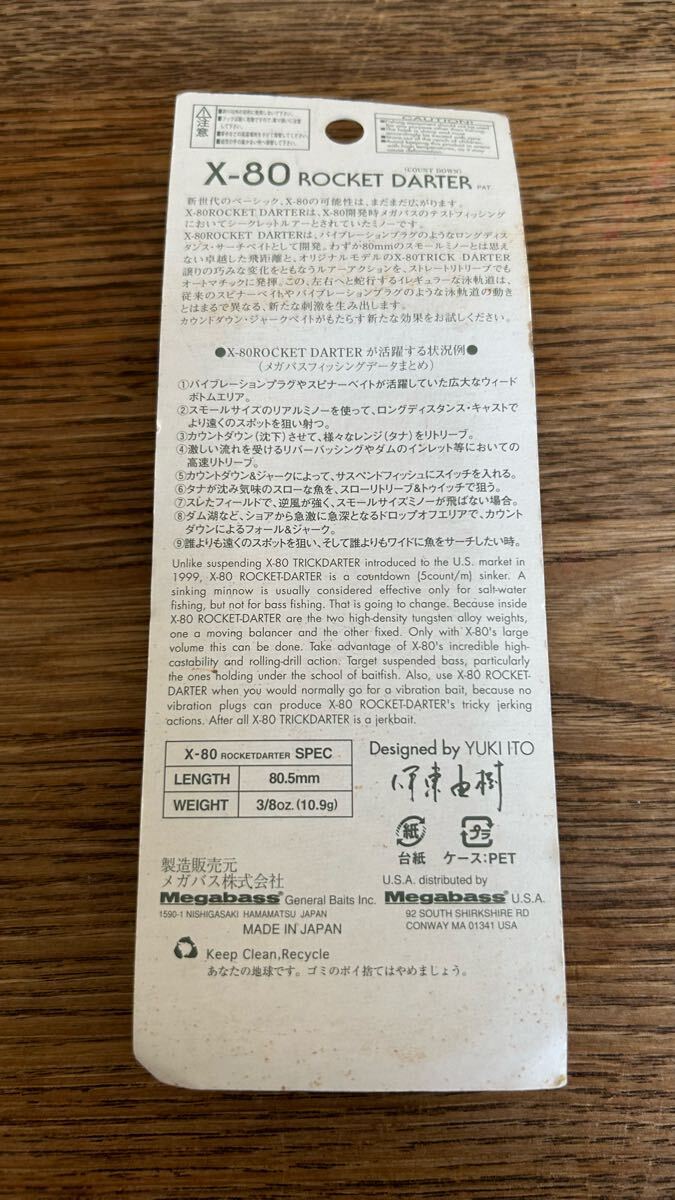 注意
CAUTION!
X-80 ROCKET DARTER PAT.
(COUNT DOWN)
新世代のベーシック、X-80の可能性は、まだまだ広がります。
X-80ROCKET DARTERは、X-80開発時メガバスのテストフィッシング
においてシークレットルアーとされていたミノーです。
X-80ROCKET DARTERは、バイブレーションプラグのようなロングディス
タンス・サーチベイトとして開発。わずか80mmのスモールミノーとは思え
ない卓越した飛距離と、オリジナルモデルのX-80TRICK DARTER
譲りの巧みな変化をともなうルアーアクションを、ストレートリトリーブでも
オートマチックに発揮。この、左右へと蛇行するイレギュラーな泳軌道は、
従来のスピナーベイトやバイブレーションプラグのような泳軌道の動き
とはまるで異なる、新たな刺激を生み出します。
カウントダウン・ジャークベイトがもたらす新たな効果をお試しください。
●X-80ROCKET DARTER が活躍する状況例●
(メガバスフィッシングデータまとめ)
①バイブレーションプラグやスピナーベイトが活躍していた広大なウィード
ボトムエリア。
②スモールサイズのリアルミノーを使って、ロングディスタンス・キャストで
より遠くのスポットを狙い射つ。
③カウントダウン(沈下)させて、様々なレンジ(タナ)をリトリーブ。
④激しい流れを受けるリバーバッシングやダムのインレット等においての
高速リトリーブ。
⑤カウントダウン&ジャークによって、サスペンドフィッシュにスイッチを入れる。
⑥タナが沈み気味のスローな魚を、スローリトリーブ&トゥイッチで狙う。
⑦スレたフィールドで、逆風が強く、スモールサイズミノーが飛ばない場合。
⑧ダム湖など、ショアから急激に急深となるドロップオフエリアで、カウント
ダウンによるフォール&ジャーク。
⑨誰よりも遠くのスポットを狙い、そして誰よりもワイドに魚をサーチしたい時。
Unlike suspending X-80 TRICKDARTER introduced to the U.S. market in
1999, X-80 ROCKET-DARTER is a countdown (5count/m) sinker. A
sinking minnow is usually considered effective only for salt-water
fishing, but not for bass fishing. That is going to change. Because inside
X-80 ROCKET-DARTER are the two high-density tungsten alloy weights,
one a moving balancer and the other fixed. Only with X-80's large
volume this can be done. Take advantage of X-80's incredible high-
castability and rolling-drill action. Target suspended bass, particularly
the ones holding under the school of baitfish. Also, use X-80 ROCKET-
DARTER when you would normally go for a vibration bait, because no
vibration plugs can produce X-80 ROCKET-DARTER's tricky jerking
actions. After all X-80 TRICKDARTER is a jerkbait.
X-80 ROCKETDARTER SPEC
LENGTH 80.5mm
WEIGHT 3/8oz. (10.9g)
Designed by YUKI ITO
伊東由樹
紙
台紙
プラ
ケース:PET
製造販売元
メガバス株式会社
Megabass General Baits Inc.
1590-1 NISHIGASAKI HAMAMATSU JAPAN
MADE IN JAPAN
U.S.A. distributed by
Megabass U.S.A.
92 SOUTH SHIRKSHIRE RD
CONWAY MA 01341 USA
Keep Clean,Recycle
あなたの地球です。ゴミのポイ捨てはやめましょう。